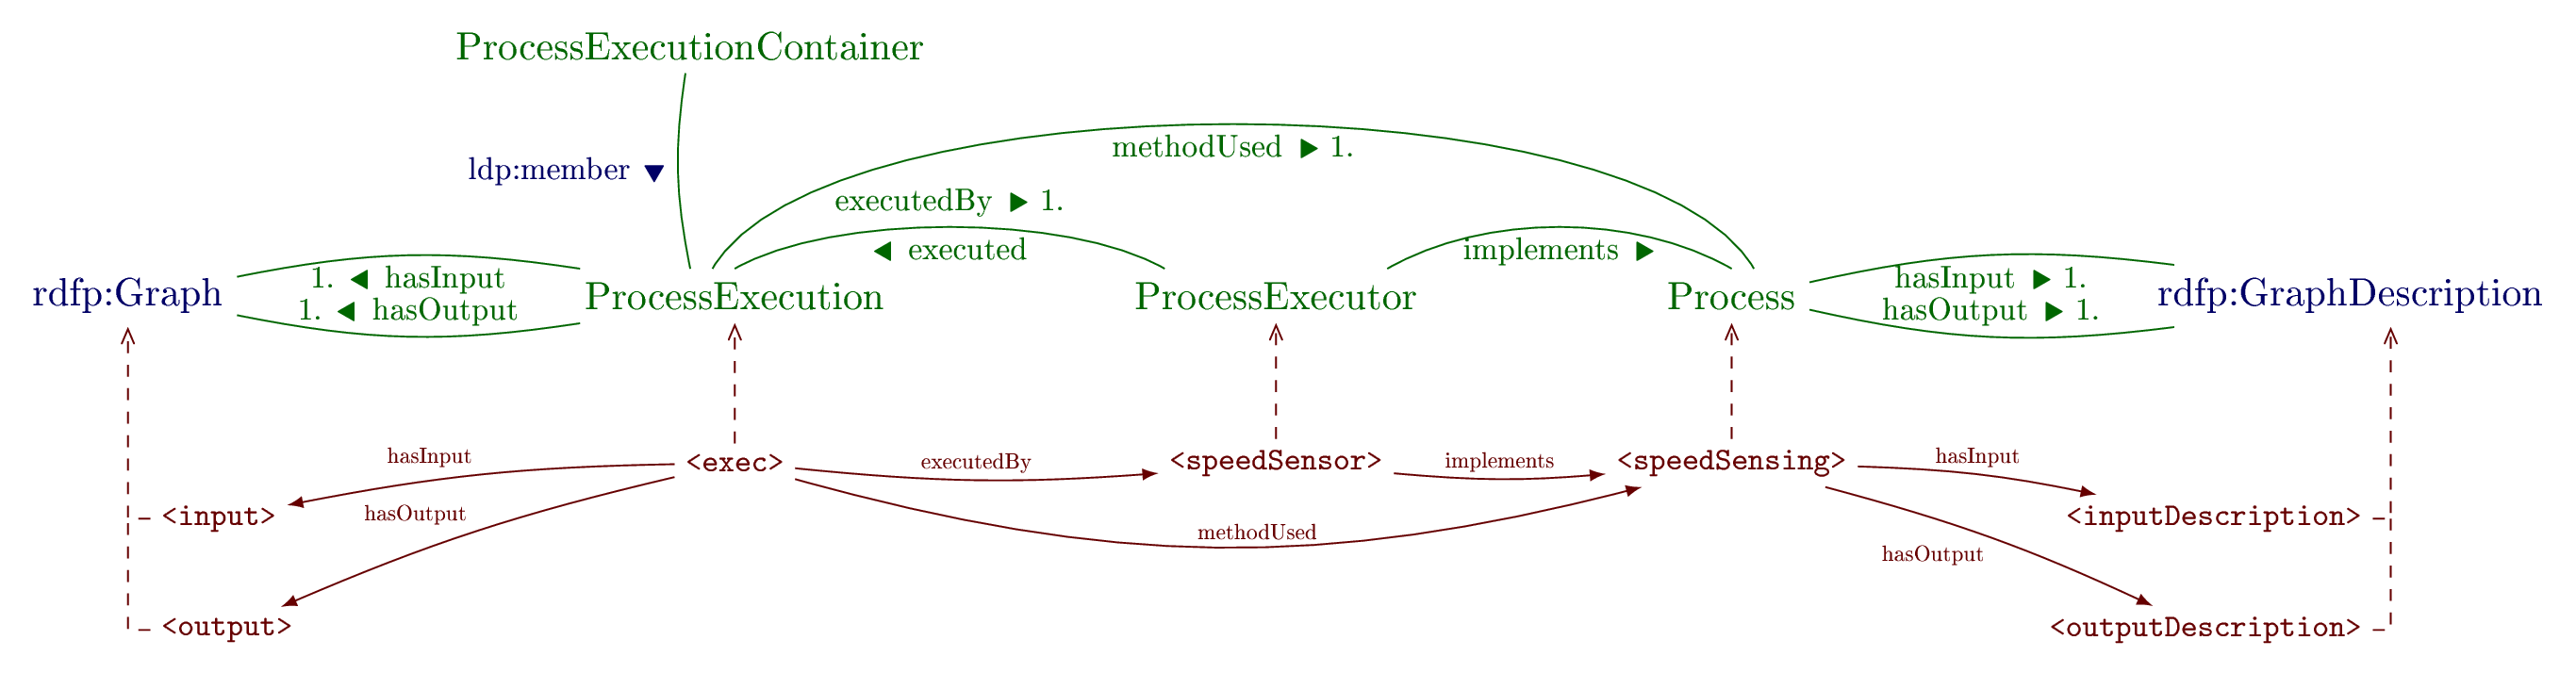 ProcessExecutionContainer
methodUsed ▶ 1.
ldp:member ▼
executedBy ▶ 1.
◀ executed
implements ▶
1. ◀ hasInput
hasInput ▶ 1.
rdfp:Graph
ProcessExecution
ProcessExecutor
Process
rdfp:GraphDescription
1. ◀ hasOutput
hasOutput ▶ 1.
hasInput
<exec>
executedBy
<speedSensor>
implements
<speedSensing>
hasInput
<input>
hasOutput
methodUsed
<inputDescription>
hasOutput
<output>
<outputDescription>